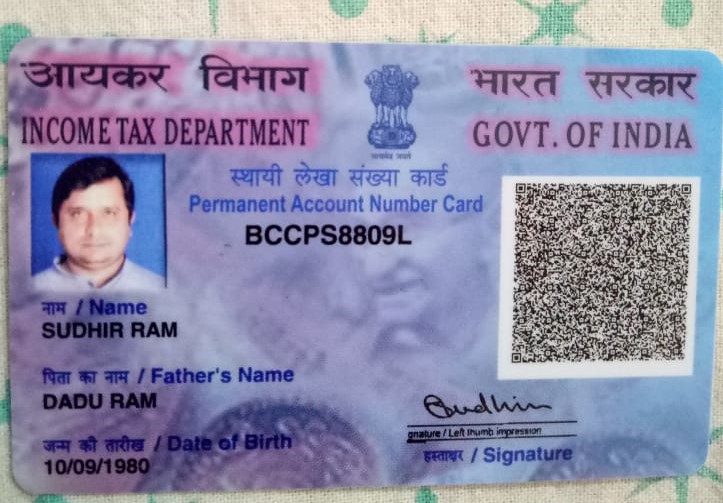 आयकर विभाग
INCOME TAX DEPARTMENT
भारत सरकार
GOVT. OF INDIA
सत्यमेव जयते
स्थायी लेखा संख्या कार्ड
Permanent Account Number Card
BCCPS8809L
नाम / Name
SUDHIR RAM
पिता का नाम / Father's Name
DADU RAM
जन्म की तारीख / Date of Birth
10/09/1980
Sudhir
gnature / Left thumb impression
हस्ताक्षर / Signature